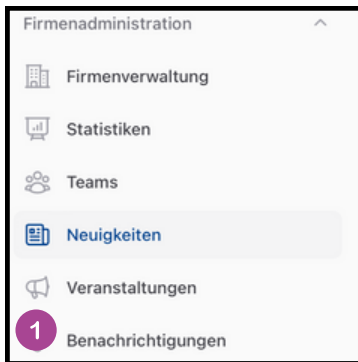 Firmenadministration
Firmenverwaltung
Statistiken
Teams
Neuigkeiten
Veranstaltungen
1 Benachrichtigungen